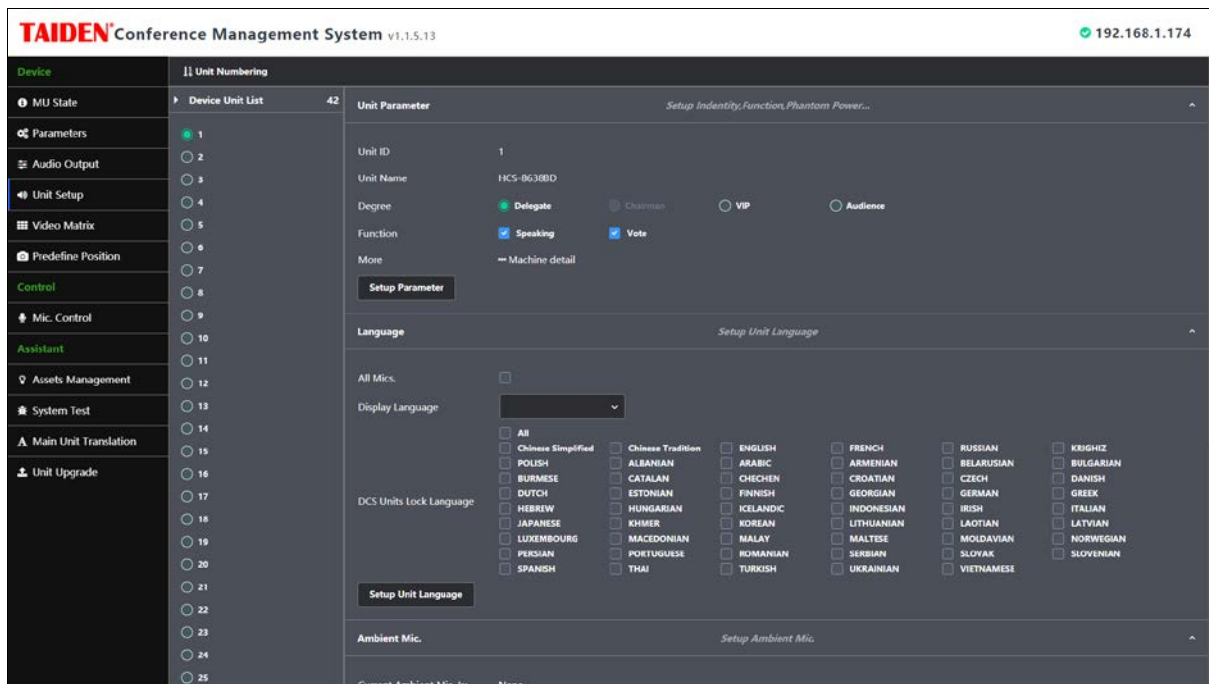 TAIDEN® Conference Management System v1.1.5.13
192.168.1.174
Device
MU State
Parameters
Audio Output
Unit Setup
Video Matrix
Predefine Position
Control
Mic. Control
Assistant
Assets Management
System Test
Main Unit Translation
Unit Upgrade
Unit Numbering
Device Unit List 42
1
2
3
4
5
6
7
8
9
10
11
12
13
14
15
16
17
18
19
20
21
22
23
24
25
Unit Parameter Setup Indentity,Function,Phantom Power...
Unit ID 1
Unit Name HCS-8638BD
Degree Delegate Chairman VIP Audience
Function Speaking Vote
More Machine detail
Setup Parameter
Language Setup Unit Language
All Mics.
Display Language
DCS Units Lock Language
All
Chinese Simplified Chinese Tradition ENGLISH FRENCH RUSSIAN KRIGHIZ
POLISH ALBANIAN ARABIC ARMENIAN BELARUSIAN BULGARIAN
BURMESE CATALAN CHECHEN CROATIAN CZECH DANISH
DUTCH ESTONIAN FINNISH GEORGIAN GERMAN GREEK
HEBREW HUNGARIAN ICELANDIC INDONESIAN IRISH ITALIAN
JAPANESE KHMER KOREAN LITHUANIAN LAOTIAN LATVIAN
LUXEMBOURG MACEDONIAN MALAY MALTESE MOLDAVIAN NORWEGIAN
PERSIAN PORTUGUESE ROMANIAN SERBIAN SLOVAK SLOVENIAN
SPANISH THAI TURKISH UKRAINIAN VIETNAMESE
Setup Unit Language
Ambient Mic. Setup Ambient Mic.
Current Ambient Mic. None